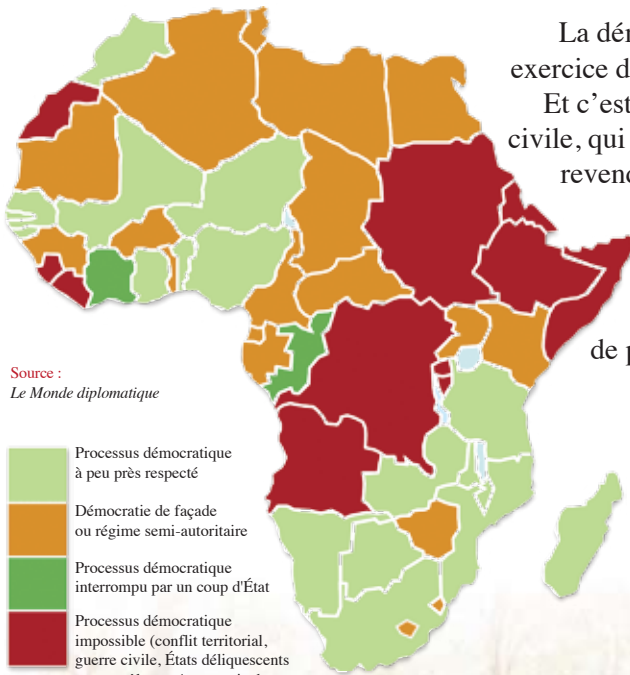 La dém
exercice d
Et c'est
civile, qui
revend
de p
Source :
Le Monde diplomatique
Processus démocratique
à peu près respecté
Démocratie de façade
ou régime semi-autoritaire
Processus démocratique
interrompu par un coup d'État
Processus démocratique
impossible (conflit territorial,
guerre civile, États déliquescents